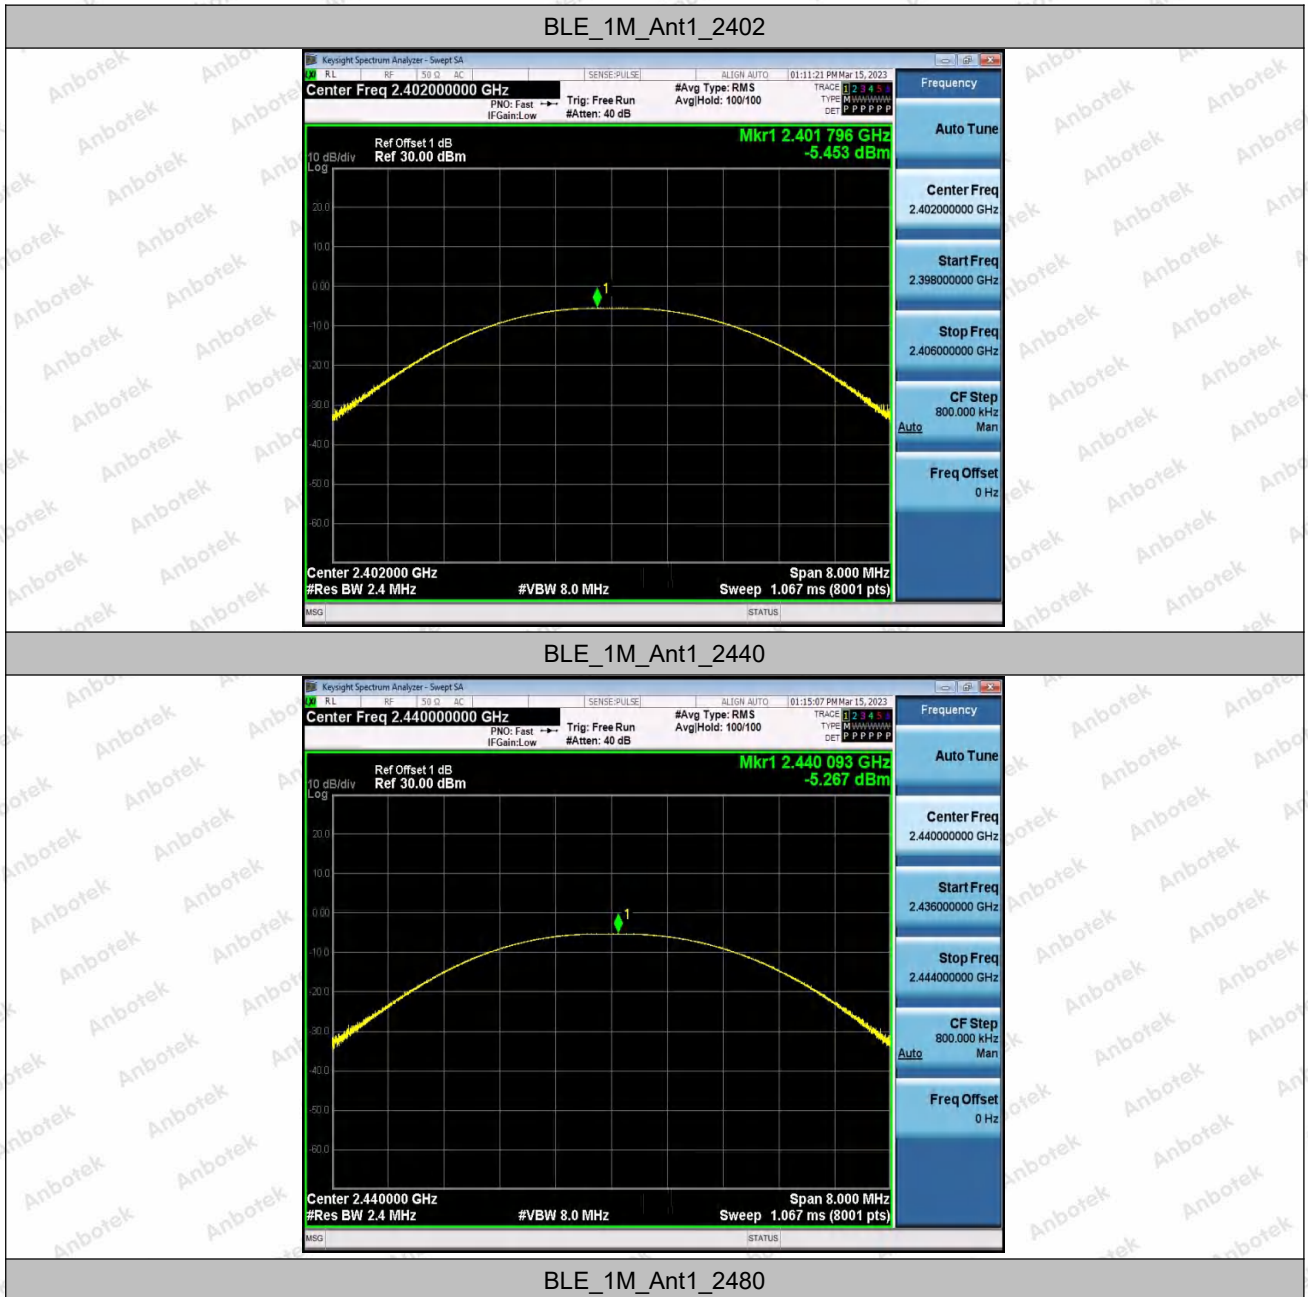 BLE_1M_Ant1_2402
Keysight Spectrum Analyzer - Swept SA
RL RF 50 Ω AC SENSE:PULSE ALIGN AUTO 01:11:21 PM Mar 15, 2023
Center Freq 2.402000000 GHz
PNO: Fast
IFGain:Low
Trig: Free Run
#Atten: 40 dB
#Avg Type: RMS
Avg|Hold: 100/100
TRACE 1 2 3 4 5 6
TYPE M W W W W W
DET P P P P P P
Mkr1 2.401 796 GHz
-5.453 dBm
Ref Offset 1 dB
10 dB/div Ref 30.00 dBm
Log
20.0
10.0
0.00
-10.0
-20.0
-30.0
-40.0
-50.0
-60.0
1
Center 2.402000 GHz Span 8.000 MHz
#Res BW 2.4 MHz #VBW 8.0 MHz Sweep 1.067 ms (8001 pts)
MSG STATUS
Frequency
Auto Tune
Center Freq
2.402000000 GHz
Start Freq
2.398000000 GHz
Stop Freq
2.406000000 GHz
CF Step
800.000 kHz
Auto Man
Freq Offset
0 Hz
BLE_1M_Ant1_2440
Keysight Spectrum Analyzer - Swept SA
RL RF 50 Ω AC SENSE:PULSE ALIGN AUTO 01:15:07 PM Mar 15, 2023
Center Freq 2.440000000 GHz
PNO: Fast
IFGain:Low
Trig: Free Run
#Atten: 40 dB
#Avg Type: RMS
Avg|Hold: 100/100
TRACE 1 2 3 4 5 6
TYPE M W W W W W
DET P P P P P P
Mkr1 2.440 093 GHz
-5.267 dBm
Ref Offset 1 dB
10 dB/div Ref 30.00 dBm
Log
20.0
10.0
0.00
-10.0
-20.0
-30.0
-40.0
-50.0
-60.0
1
Center 2.440000 GHz Span 8.000 MHz
#Res BW 2.4 MHz #VBW 8.0 MHz Sweep 1.067 ms (8001 pts)
MSG STATUS
Frequency
Auto Tune
Center Freq
2.440000000 GHz
Start Freq
2.436000000 GHz
Stop Freq
2.444000000 GHz
CF Step
800.000 kHz
Auto Man
Freq Offset
0 Hz
BLE_1M_Ant1_2480
Anbotek